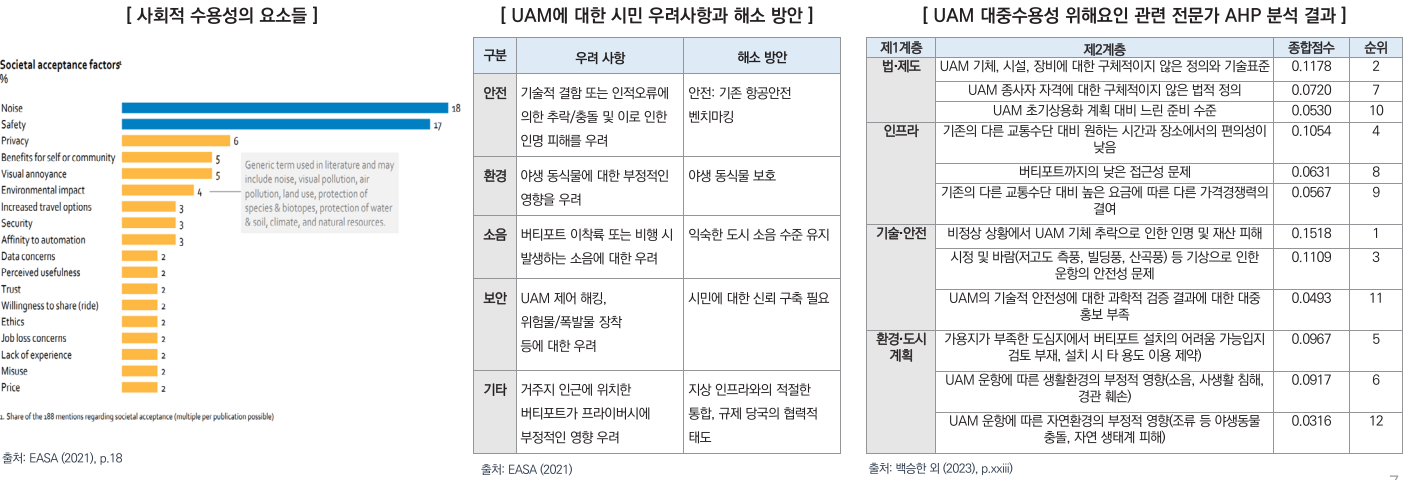 [ 사회적 수용성의 요소들 ]
Societal acceptance factors¹
%
Noise 18
Safety 17
Privacy 6
Benefits for self or community 5
Visual annoyance 5
Environmental impact 4
Increased travel options 3
Security 3
Affinity to automation 3
Data concerns 2
Perceived usefulness 2
Trust 2
Willingness to share (ride) 2
Ethics 2
Job loss concerns 2
Lack of experience 2
Misuse 2
Price 2
Generic term used in literature and may
include noise, visual pollution, air
pollution, land use, protection of
species & biotopes, protection of water
& soil, climate, and natural resources.
1. Share of the 188 mentions regarding societal acceptance (multiple per publication possible)
출처: EASA (2021), p.18
[ UAM에 대한 시민 우려사항과 해소 방안 ]
구분 우려 사항 해소 방안
안전 기술적 결함 또는 인적오류에 안전: 기존 항공안전
의한 추락/충돌 및 이로 인한 벤치마킹
인명 피해를 우려
환경 야생 동식물에 대한 부정적인 야생 동식물 보호
영향을 우려
소음 버티포트 이착륙 또는 비행 시 익숙한 도시 소음 수준 유지
발생하는 소음에 대한 우려
보안 UAM 제어 해킹, 시민에 대한 신뢰 구축 필요
위험물/폭발물 장착
등에 대한 우려
기타 거주지 인근에 위치한 지상 인프라와의 적절한
버티포트가 프라이버시에 통합, 규제 당국의 협력적
부정적인 영향 우려 태도
출처: EASA (2021)
[ UAM 대중수용성 위해요인 관련 전문가 AHP 분석 결과 ]
제1계층 제2계층 종합점수 순위
법·제도 UAM 기체, 시설, 장비에 대한 구체적이지 않은 정의와 기술표준 0.1178 2
UAM 종사자 자격에 대한 구체적이지 않은 법적 정의 0.0720 7
UAM 초기상용화 계획 대비 느린 준비 수준 0.0530 10
인프라 기존의 다른 교통수단 대비 원하는 시간과 장소에서의 편의성이 0.1054 4
낮음
버티포트까지의 낮은 접근성 문제 0.0631 8
기존의 다른 교통수단 대비 높은 요금에 따른 다른 가격경쟁력의 0.0567 9
결여
기술·안전 비정상 상황에서 UAM 기체 추락으로 인한 인명 및 재산 피해 0.1518 1
시정 및 바람(저고도 측풍, 빌딩풍, 산곡풍) 등 기상으로 인한 0.1109 3
운항의 안전성 문제
UAM의 기술적 안전성에 대한 과학적 검증 결과에 대한 대중 0.0493 11
홍보 부족
환경·도시 가용지가 부족한 도심지에서 버티포트 설치의 어려움 가능입지 0.0967 5
계획 검토 부재, 설치 시 타 용도 이용 제약)
UAM 운항에 따른 생활환경의 부정적 영향(소음, 사생활 침해, 0.0917 6
경관 훼손)
UAM 운항에 따른 자연환경의 부정적 영향(조류 등 야생동물 0.0316 12
충돌, 자연 생태계 피해)
출처: 백승한 외 (2023), p.xxiii)